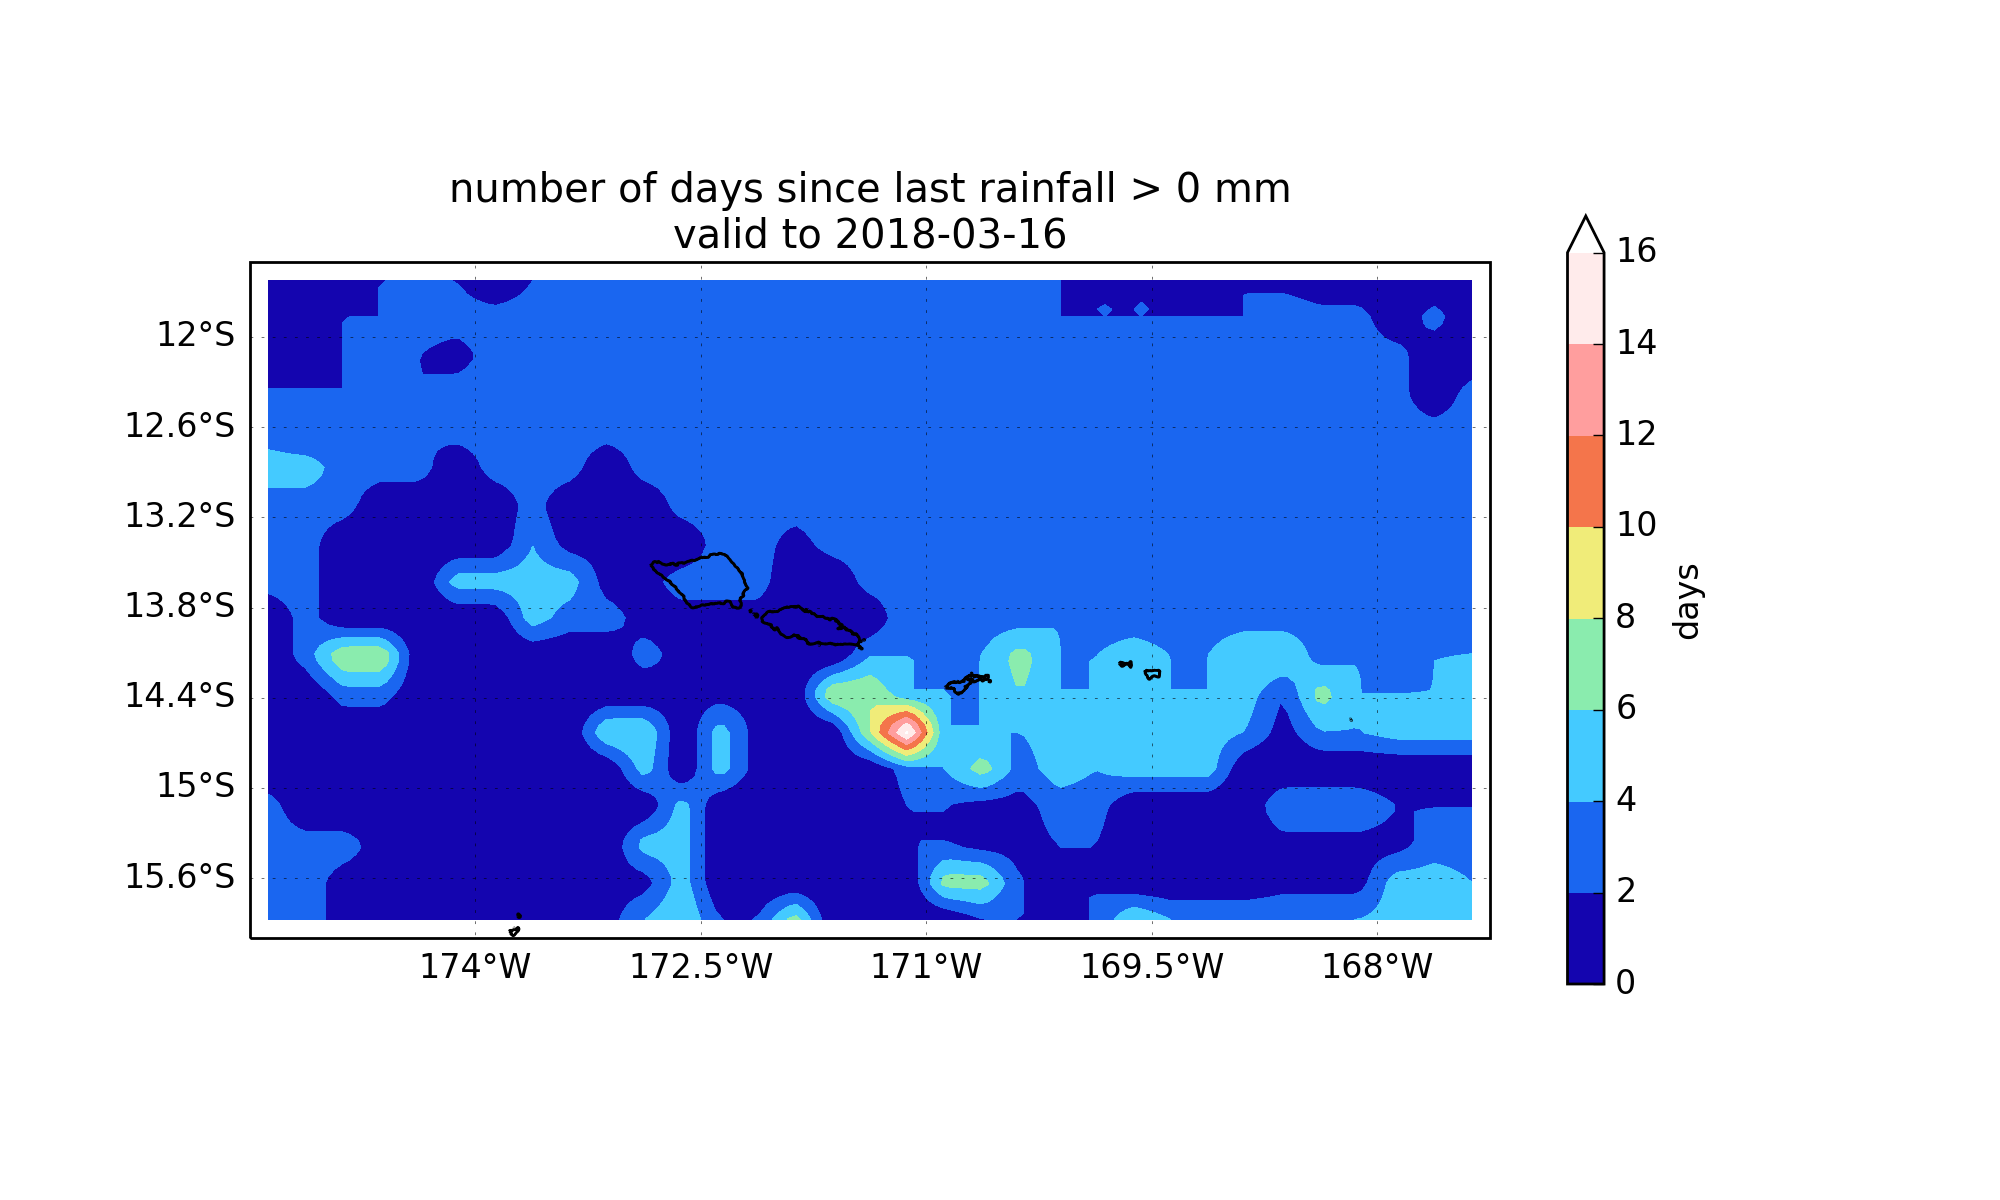 number of days since last rainfall > 0 mm
valid to 2018-03-16
12°S
12.6°S
13.2°S
13.8°S
14.4°S
15°S
15.6°S
174°W
172.5°W
171°W
169.5°W
168°W
16
14
12
10
8
6
4
2
0
days